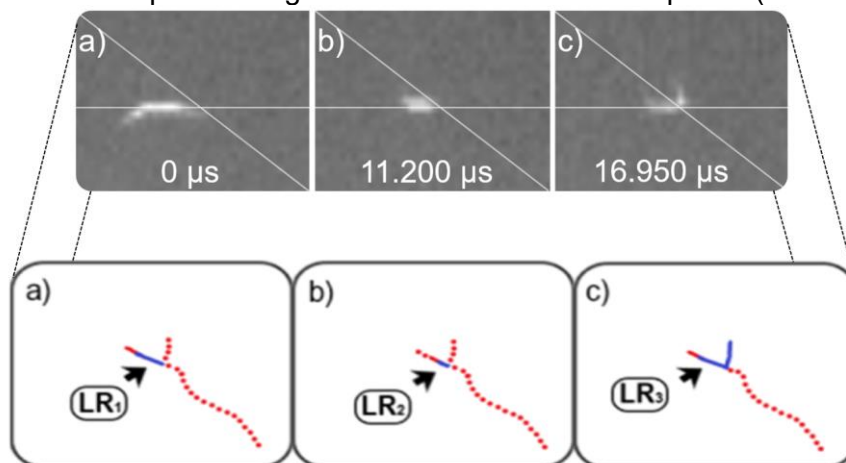 a) b) c)
0 µs 11.200 µs 16.950 µs
a) b) c)
LR₁ LR₂ LR₃